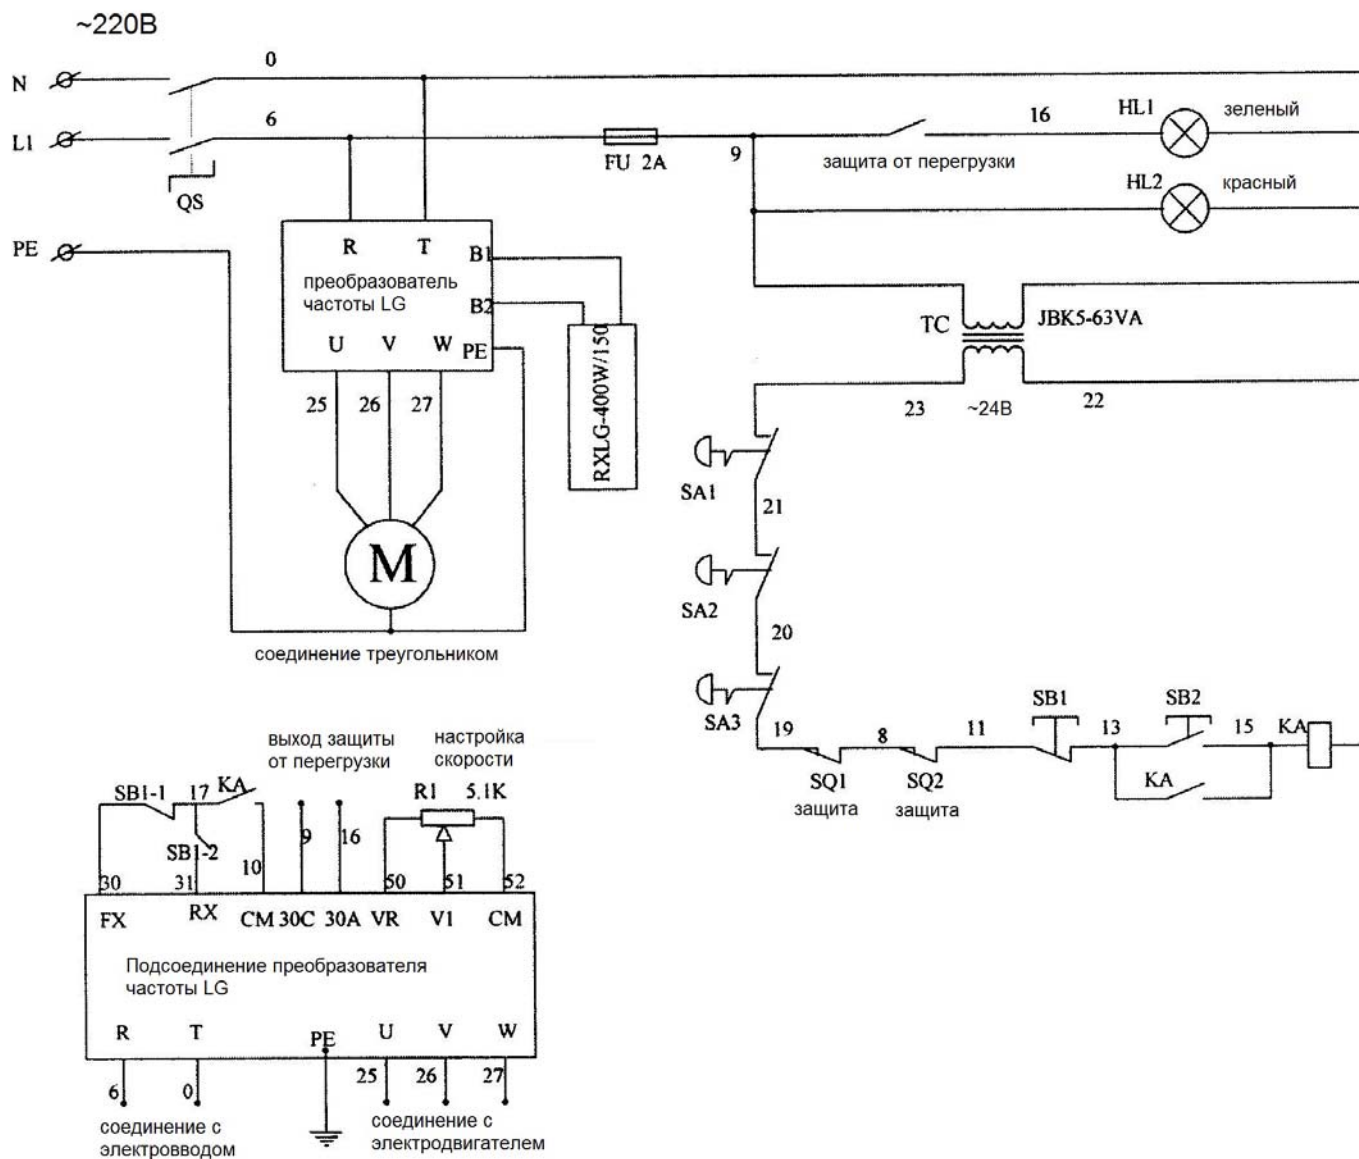 ~220В
N
0
L1
6
QS
FU 2A
9
защита от перегрузки
16
HL1
зеленый
HL2
красный
PE
R T
B1
преобразователь
частоты LG
B2
U V W
PE
25 26 27
RXLG-400W/150
M
соединение треугольником
TC
JBK5-63VA
23
~24В
22
SA1
21
SA2
20
SA3
19
SQ1
защита
8
SQ2
защита
11
SB1
13
SB2
15
KA
KA
выход защиты
от перегрузки
настройка
скорости
SB1-1
17
KA
R1
5.1K
SB1-2
9
16
30
31
10
50
51
52
FX RX CM 30C 30A VR V1 CM
Подсоединение преобразователя
частоты LG
R T PE U V W
6 0 25 26 27
соединение с
электровводом
соединение с
электродвигателем